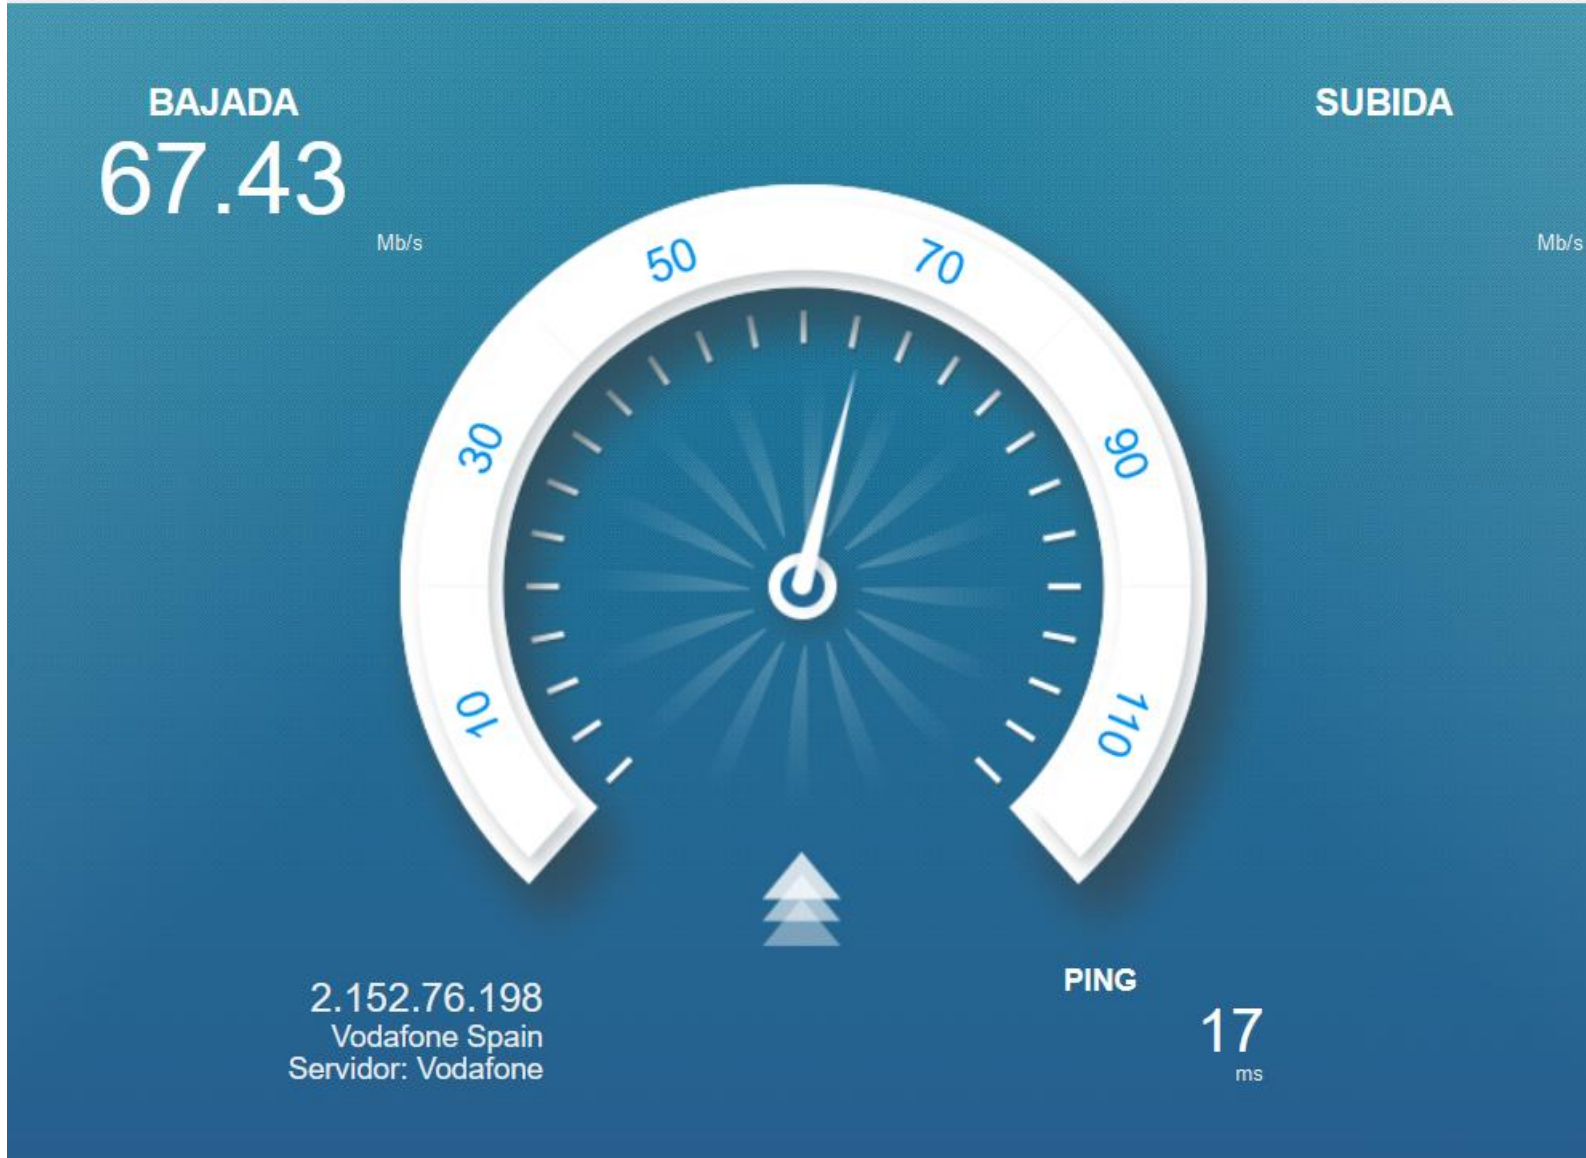 BAJADA
67.43
Mb/s
SUBIDA
Mb/s
10
30
50
70
90
110
2.152.76.198
Vodafone Spain
Servidor: Vodafone
PING
17
ms